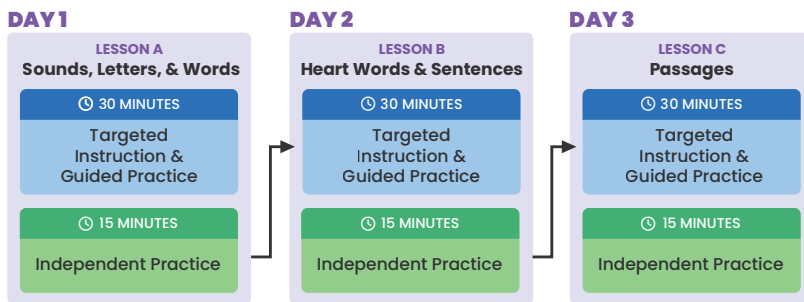 DAY 1
LESSON A
Sounds, Letters, & Words
30 MINUTES
Targeted
Instruction &
Guided Practice
15 MINUTES
Independent Practice
DAY 2
LESSON B
Heart Words & Sentences
30 MINUTES
Targeted
Instruction &
Guided Practice
15 MINUTES
Independent Practice
DAY 3
LESSON C
Passages
30 MINUTES
Targeted
Instruction &
Guided Practice
15 MINUTES
Independent Practice